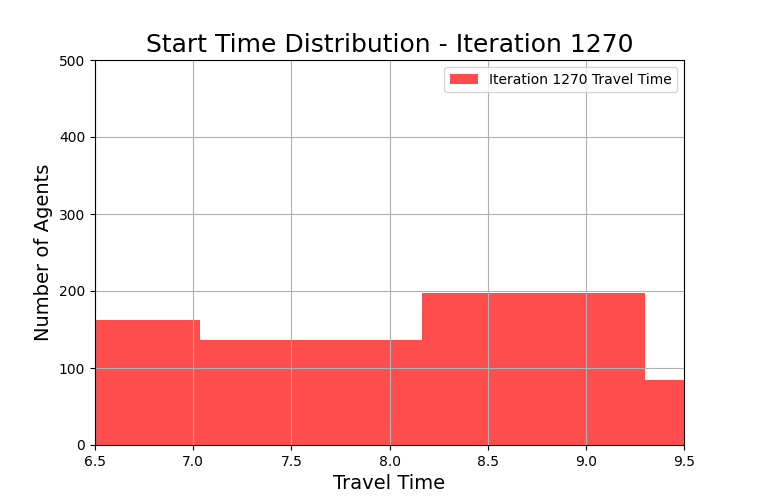 Start Time Distribution - Iteration 1270
Iteration 1270 Travel Time
Number of Agents
500
400
300
200
100
0
6.5 7.0 7.5 8.0 8.5 9.0 9.5
Travel Time